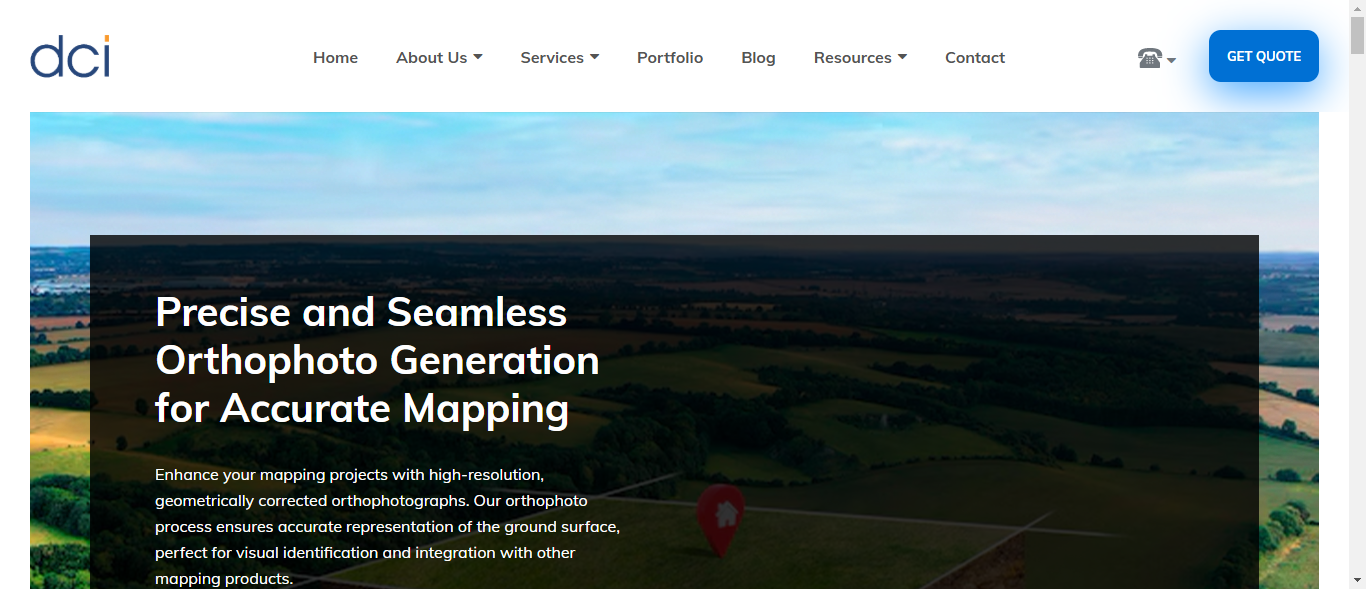 dci
Home
About Us
Services
Portfolio
Blog
Resources
Contact
GET QUOTE
Precise and Seamless
Orthophoto Generation
for Accurate Mapping
Enhance your mapping projects with high-resolution,
geometrically corrected orthophotographs. Our orthophoto
process ensures accurate representation of the ground surface,
perfect for visual identification and integration with other
mapping products.